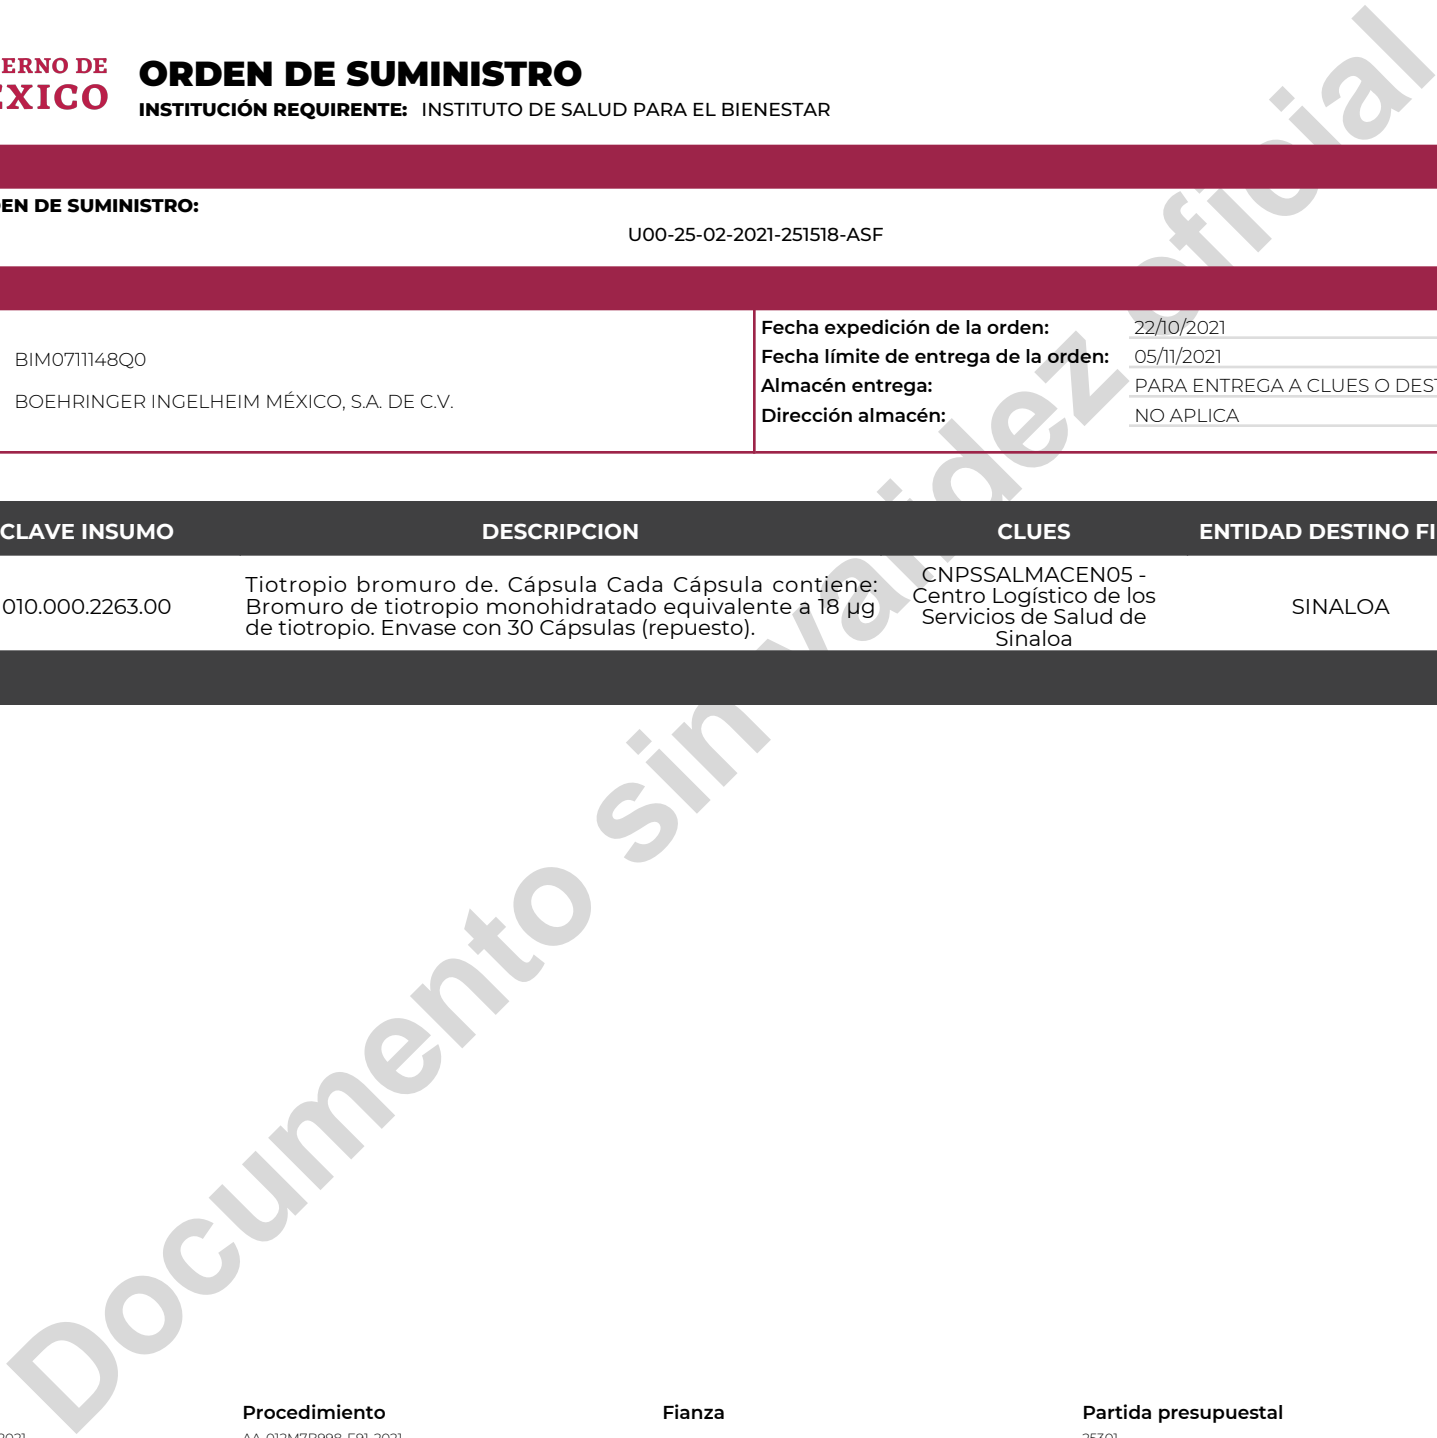 ERNO DE
ÉXICO
ORDEN DE SUMINISTRO
INSTITUCIÓN REQUIRENTE: INSTITUTO DE SALUD PARA EL BIENESTAR
EN DE SUMINISTRO:
U00-25-02-2021-251518-ASF
BIM0711148Q0
BOEHRINGER INGELHEIM MÉXICO, S.A. DE C.V.
Fecha expedición de la orden: 22/10/2021
Fecha límite de entrega de la orden: 05/11/2021
Almacén entrega: PARA ENTREGA A CLUES O DEST
Dirección almacén: NO APLICA
CLAVE INSUMO DESCRIPCION CLUES ENTIDAD DESTINO FI
010.000.2263.00
Tiotropio bromuro de. Cápsula Cada Cápsula contiene:
Bromuro de tiotropio monohidratado equivalente a 18 µg
de tiotropio. Envase con 30 Cápsulas (repuesto).
CNPSSALMACEN05 -
Centro Logístico de los
Servicios de Salud de
Sinaloa
SINALOA
Documento sin validez oficial
Procedimiento Fianza Partida presupuestal